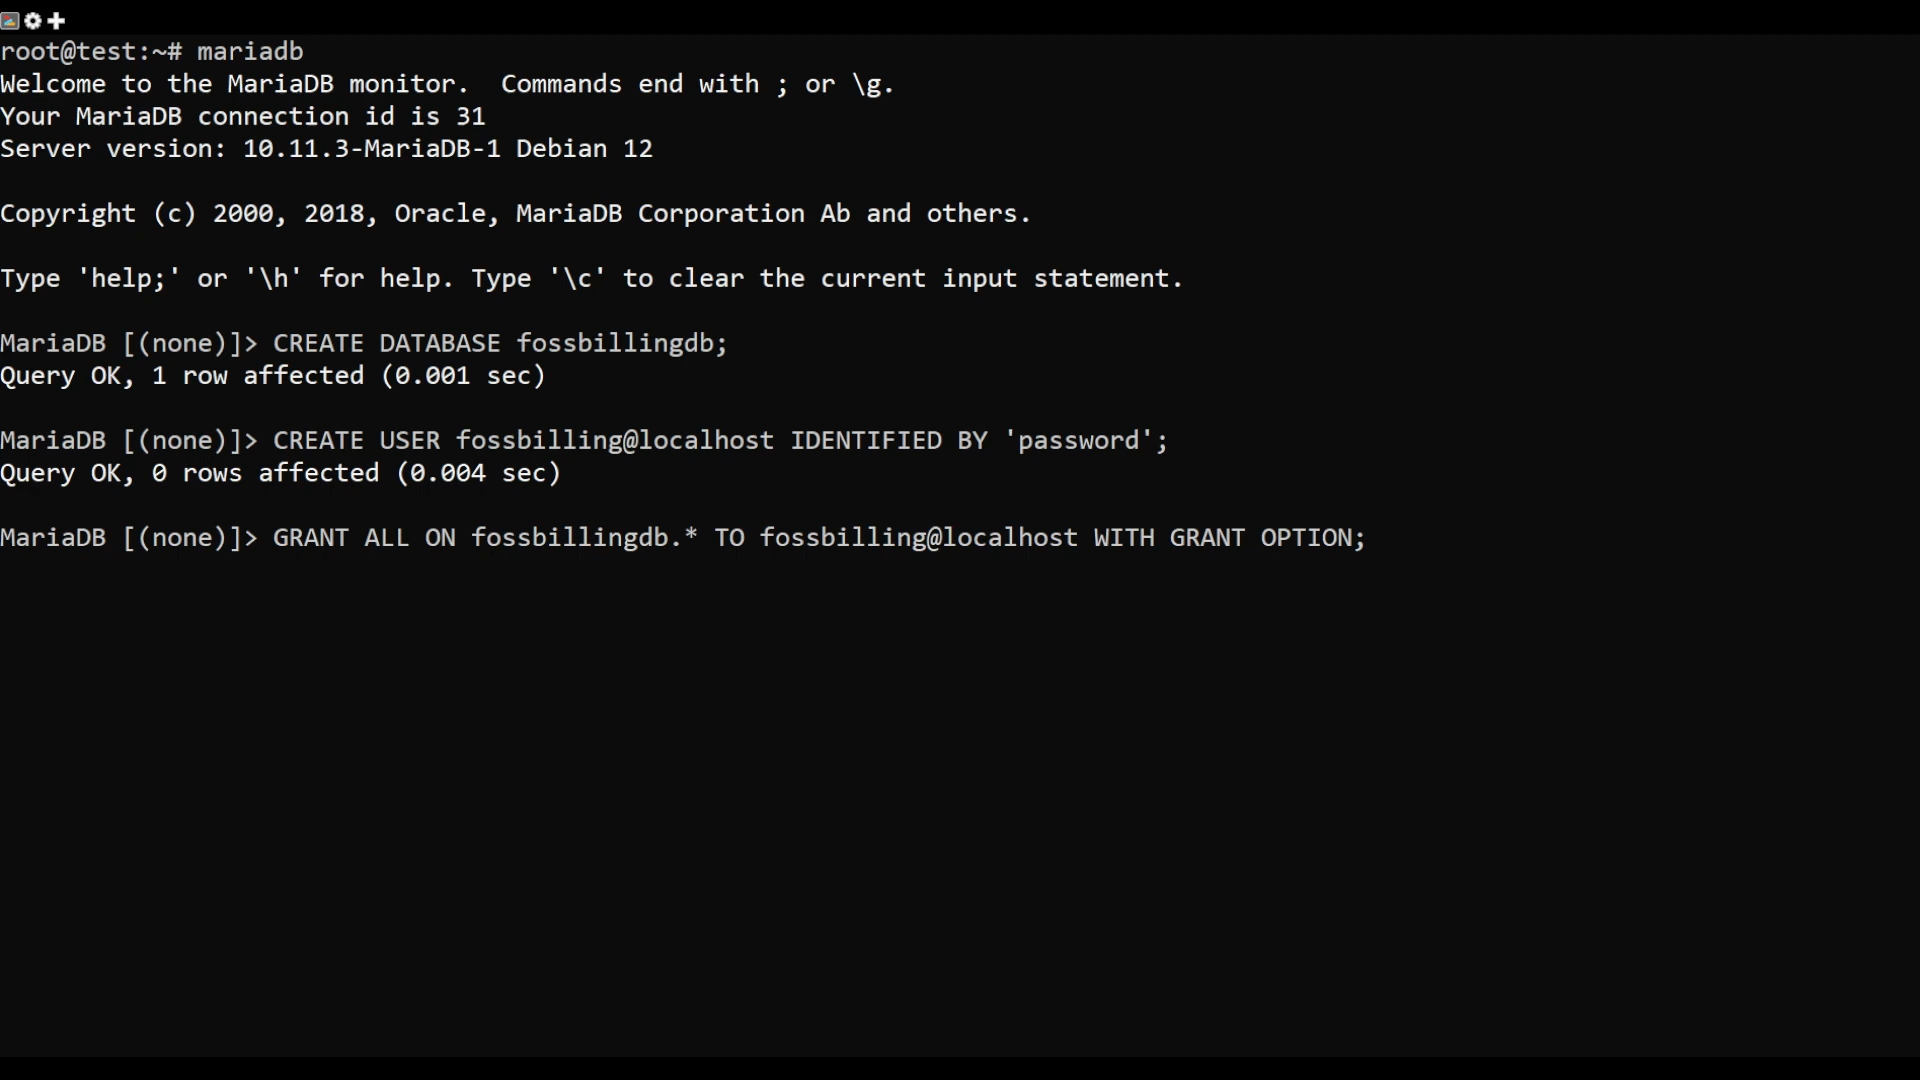 root@test:~# mariadb
Welcome to the MariaDB monitor.  Commands end with ; or \g.
Your MariaDB connection id is 31
Server version: 10.11.3-MariaDB-1 Debian 12
Copyright (c) 2000, 2018, Oracle, MariaDB Corporation Ab and others.
Type 'help;' or '\h' for help. Type '\c' to clear the current input statement.
MariaDB [(none)]> CREATE DATABASE fossbillingdb;
Query OK, 1 row affected (0.001 sec)
MariaDB [(none)]> CREATE USER fossbilling@localhost IDENTIFIED BY 'password';
Query OK, 0 rows affected (0.004 sec)
MariaDB [(none)]> GRANT ALL ON fossbillingdb.* TO fossbilling@localhost WITH GRANT OPTION;